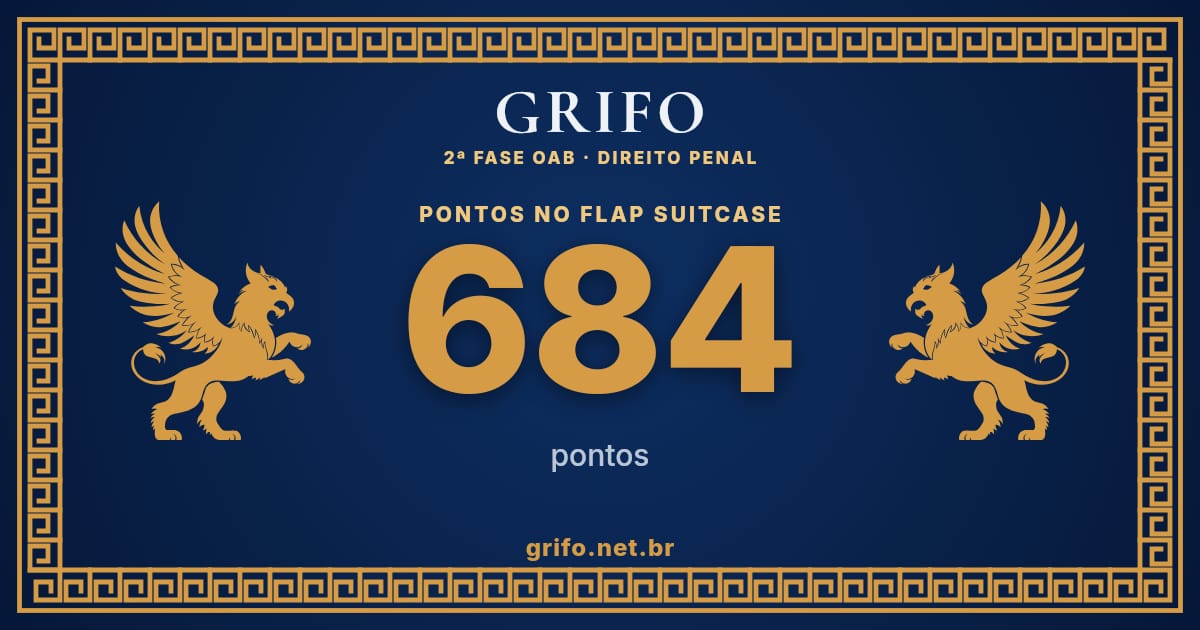 GRIFO
2ª FASE OAB · DIREITO PENAL
PONTOS NO FLAP SUITCASE
684
pontos
grifo.net.br